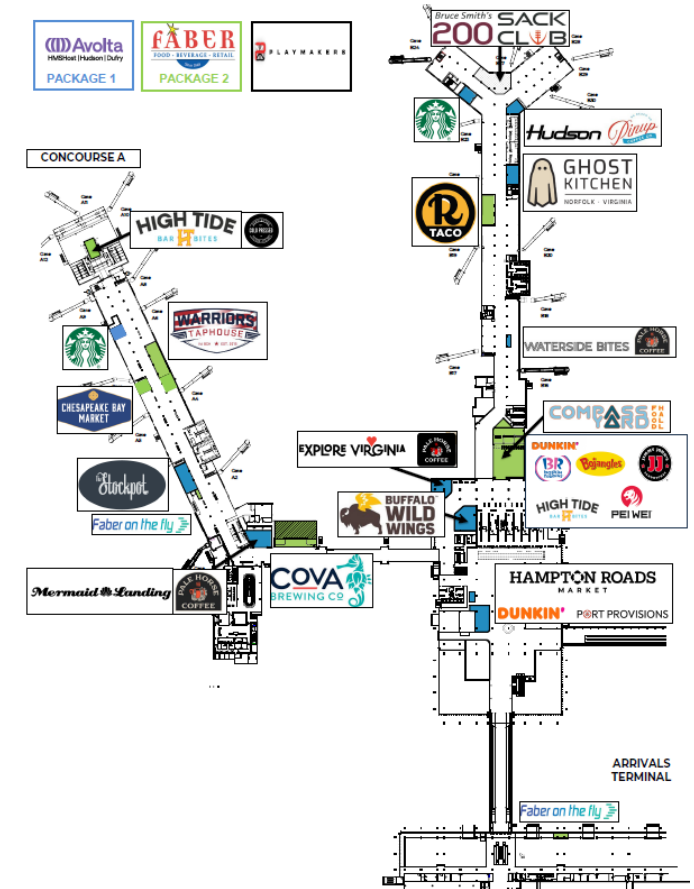 Avolta
HMSHost | Hudson | Dufry
PACKAGE 1
FABER
FOOD · BEVERAGE · RETAIL
PACKAGE 2
PLAYMAKERS
Bruce Smith's
200 SACK CLUB
CONCOURSE A
Hudson
Pinup
GHOST
KITCHEN
NORFOLK - VIRGINIA
R
TACO
HIGH TIDE
BAR HT BITES
COLD PRESSED
WARRIORS
TAPHOUSE
CHESAPEAKE BAY
MARKET
WATERSIDE BITES
PALE HORSE
COFFEE
COMPASS
YARD
FOOD
HALL
EXPLORE VIRGINIA
PALE HORSE
COFFEE
DUNKIN'
BR
Bojangles
JJ
HIGH TIDE
BAR HT BITES
PEI WEI
the
Stockpot
BUFFALO
WILD
WINGS
Faber on the fly
Mermaid Landing
PALE HORSE
COFFEE
COVA
BREWING CO
HAMPTON ROADS
MARKET
DUNKIN'
PORT PROVISIONS
ARRIVALS
TERMINAL
Faber on the fly